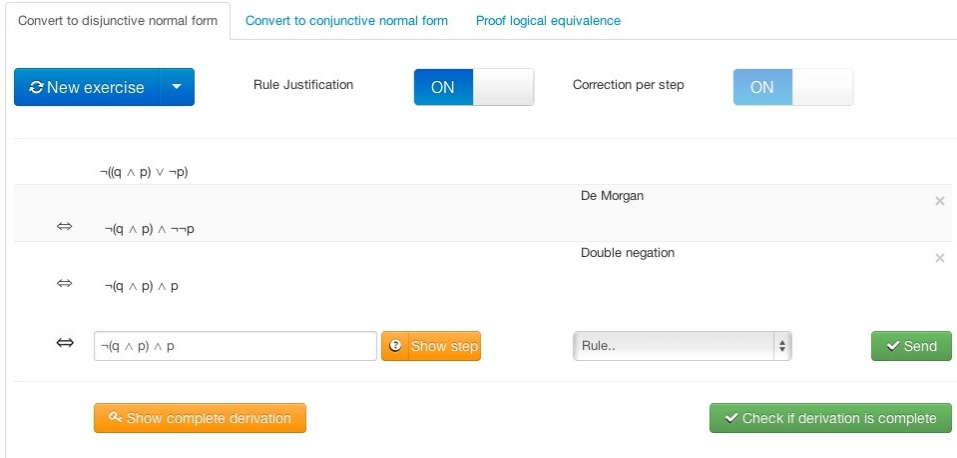 Convert to disjunctive normal form Convert to conjunctive normal form Proof logical equivalence
New exercise Rule Justification ON Correction per step ON
¬((q ∧ p) ∨ ¬p)
De Morgan ×
⇔ ¬(q ∧ p) ∧ ¬¬p
Double negation ×
⇔ ¬(q ∧ p) ∧ p
⇔ ¬(q ∧ p) ∧ p Show step Rule.. Send
Show complete derivation Check if derivation is complete